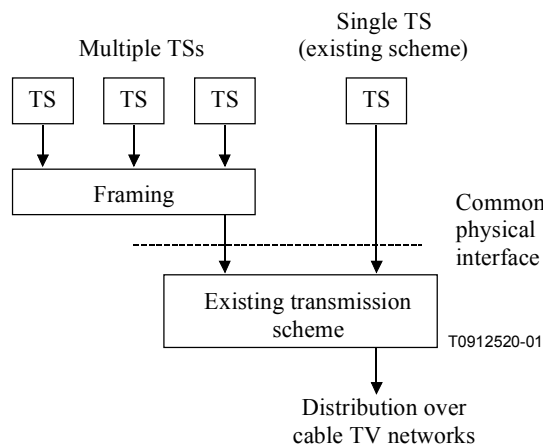 Multiple TSs
Single TS
(existing scheme)
TS
TS
TS
TS
Framing
Common
physical
interface
Existing transmission
scheme
T0912520-01
Distribution over
cable TV networks